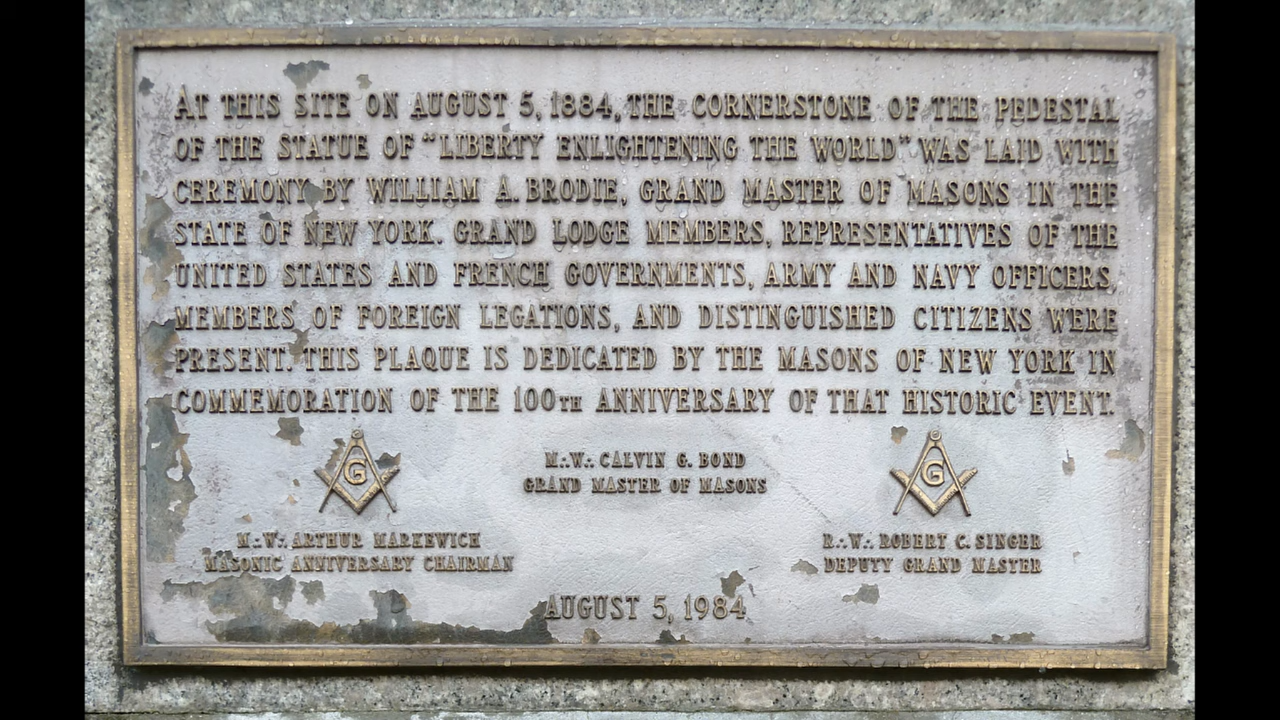 AT THIS SITE ON AUGUST 5, 1884, THE CORNERSTONE OF THE PEDESTAL
OF THE STATUE OF "LIBERTY ENLIGHTENING THE WORLD" WAS LAID WITH
CEREMONY BY WILLIAM A. BRODIE, GRAND MASTER OF MASONS IN THE
STATE OF NEW YORK. GRAND LODGE MEMBERS, REPRESENTATIVES OF THE
UNITED STATES AND FRENCH GOVERNMENTS, ARMY AND NAVY OFFICERS,
MEMBERS OF FOREIGN LEGATIONS, AND DISTINGUISHED CITIZENS WERE
PRESENT. THIS PLAQUE IS DEDICATED BY THE MASONS OF NEW YORK IN
COMMEMORATION OF THE 100TH ANNIVERSARY OF THAT HISTORIC EVENT.
G
G
M∴W∴ CALVIN G. BOND
GRAND MASTER OF MASONS
M∴W∴ ARTHUR MARKEWICH
MASONIC ANNIVERSARY CHAIRMAN
R∴W∴ ROBERT C. SINGER
DEPUTY GRAND MASTER
AUGUST 5, 1984